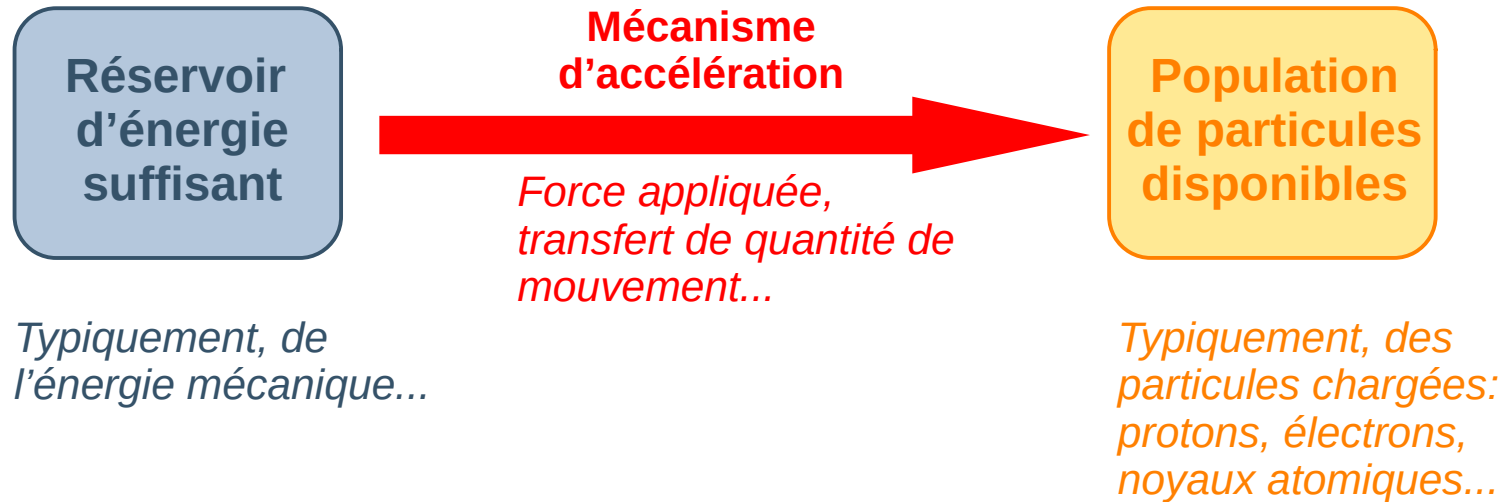 Réservoir
d’énergie
suffisant
Typiquement, de
l’énergie mécanique...
Mécanisme
d’accélération
Force appliquée,
transfert de quantité de
mouvement...
Population
de particules
disponibles
Typiquement, des
particules chargées:
protons, électrons,
noyaux atomiques...